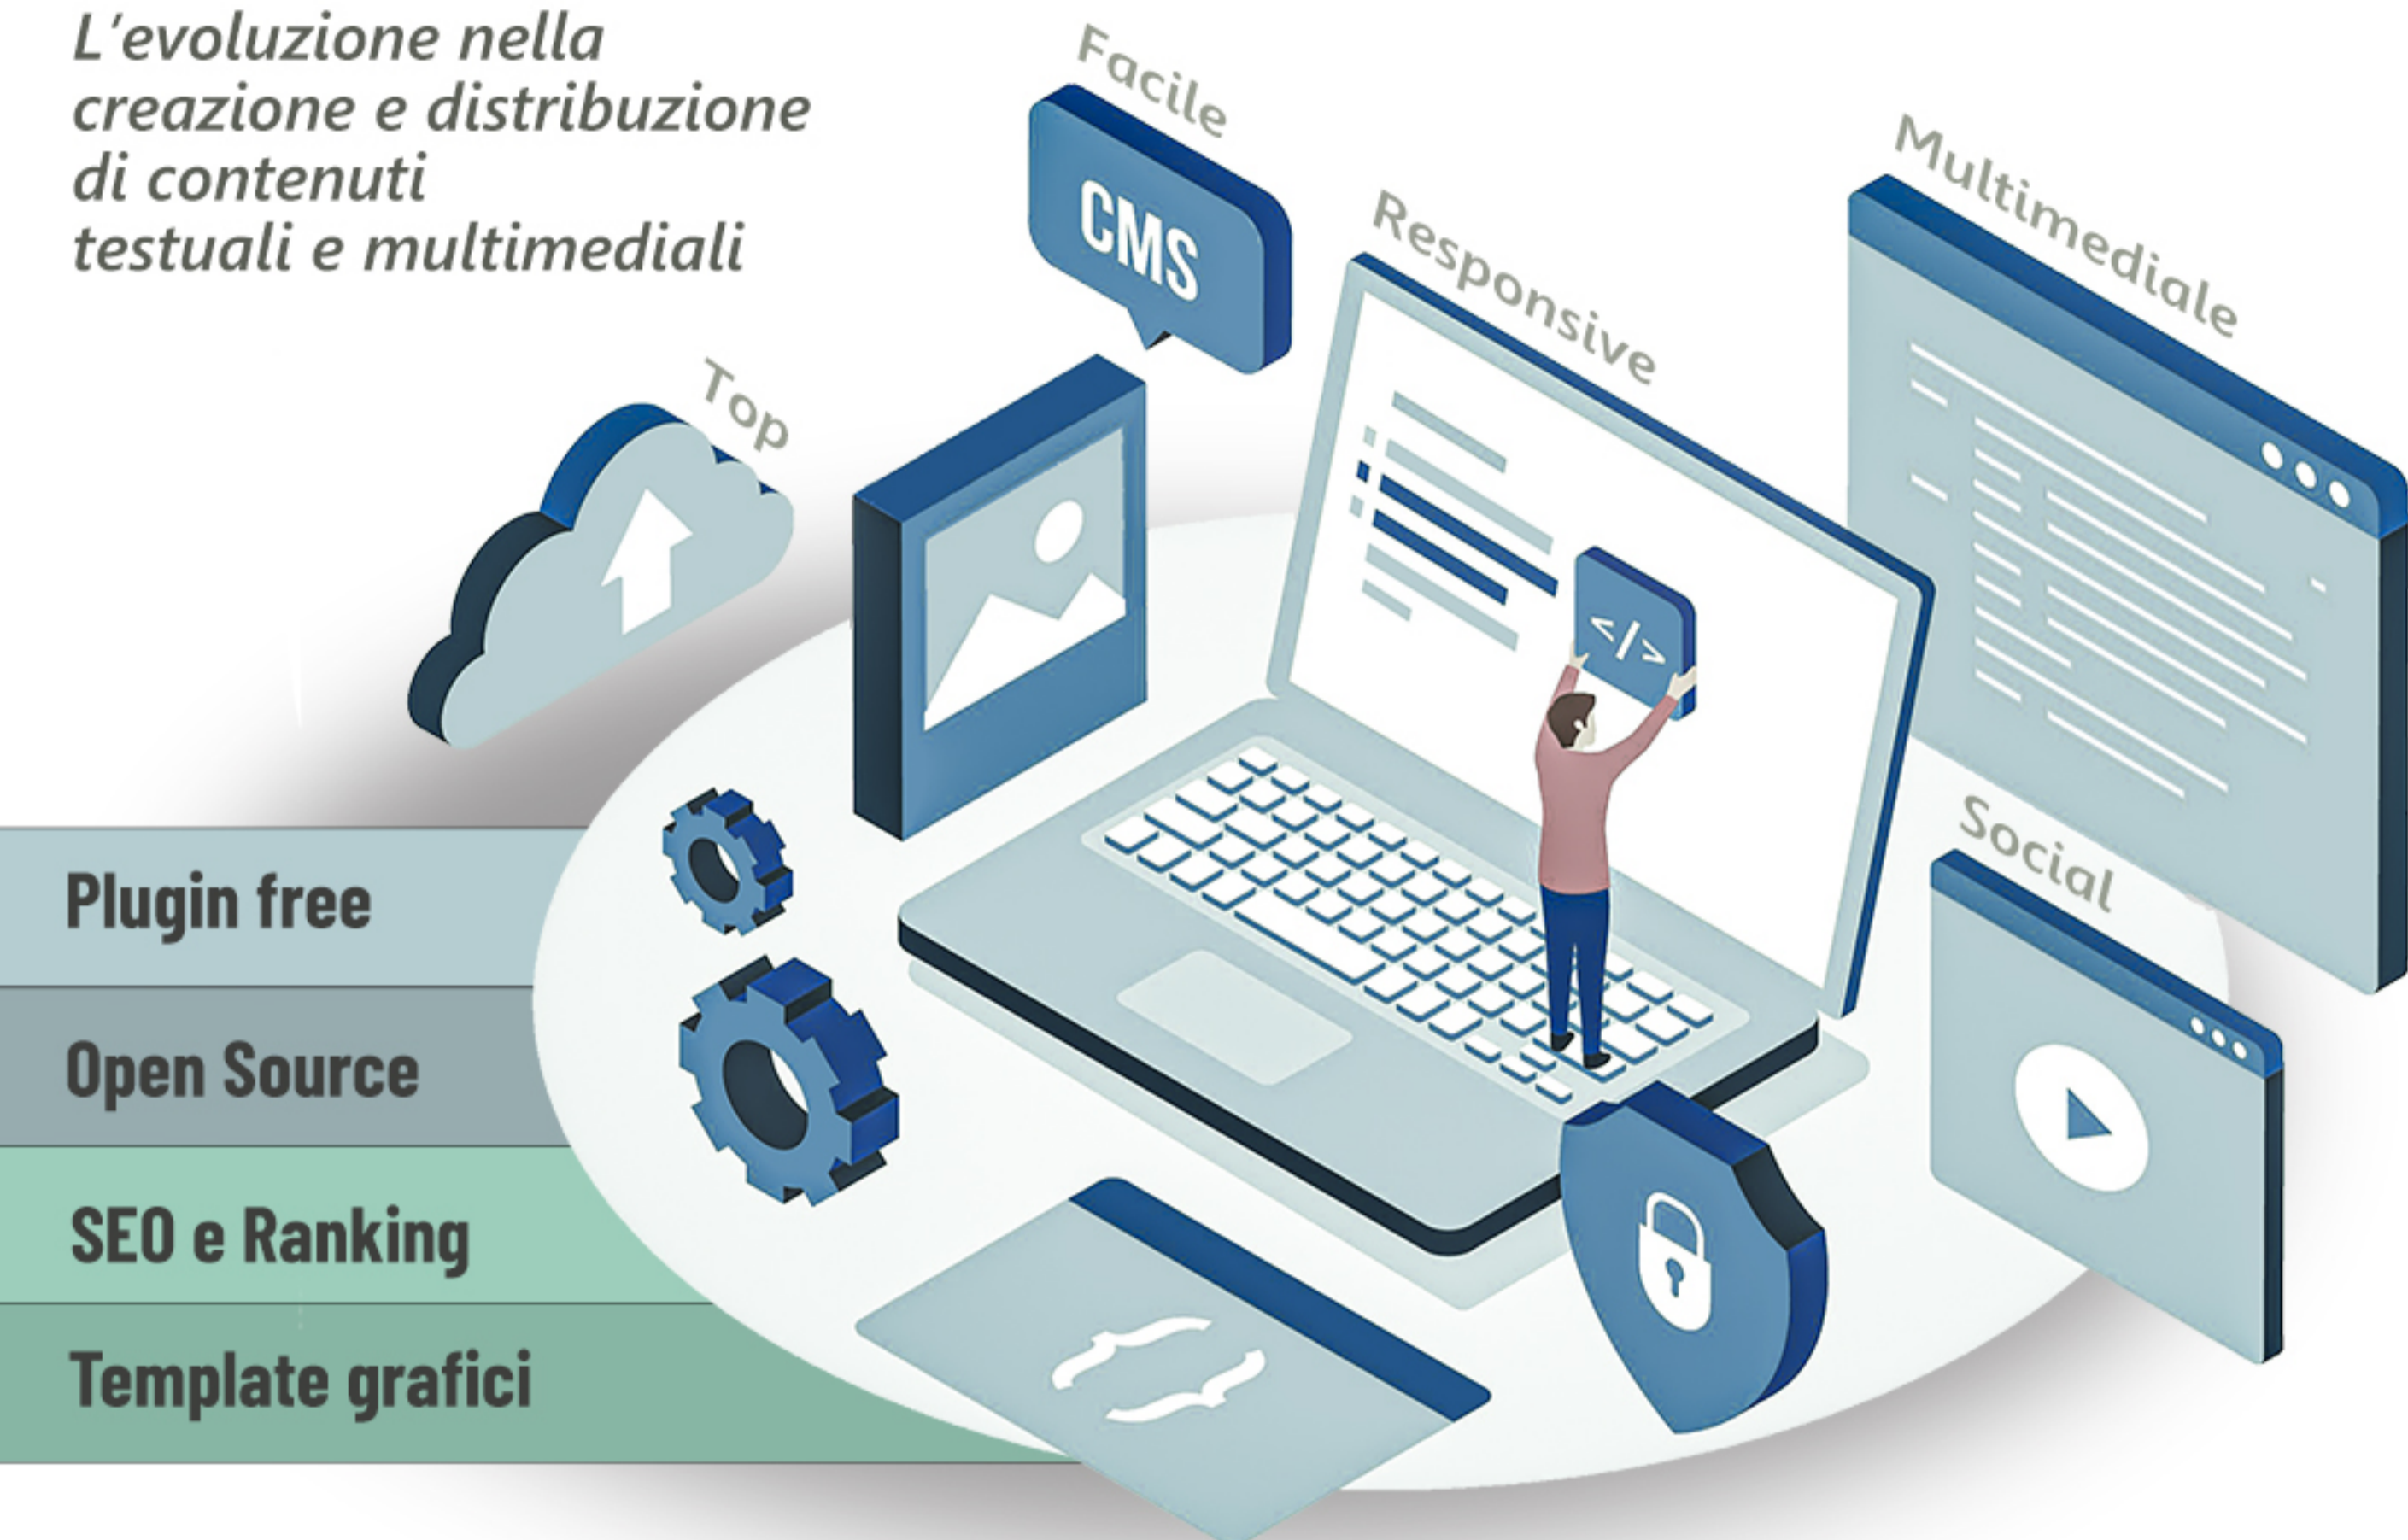 L'evoluzione nella
creazione e distribuzione
di contenuti
testuali e multimediali
Facile
CMS
Responsive
Multimediale
Top
</>
Social
Plugin free
Open Source
SEO e Ranking
Template grafici
{ }